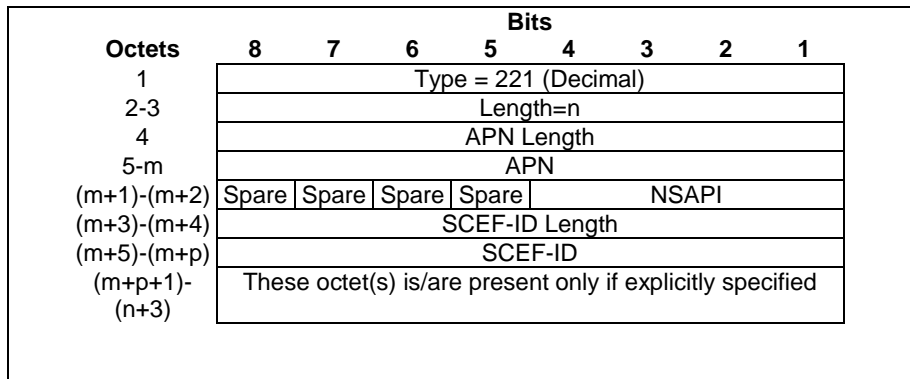 Bits
Octets 8 7 6 5 4 3 2 1
1 Type = 221 (Decimal)
2-3 Length=n
4 APN Length
5-m APN
(m+1)-(m+2) Spare Spare Spare Spare NSAPI
(m+3)-(m+4) SCEF-ID Length
(m+5)-(m+p) SCEF-ID
(m+p+1)- These octet(s) is/are present only if explicitly specified
(n+3)